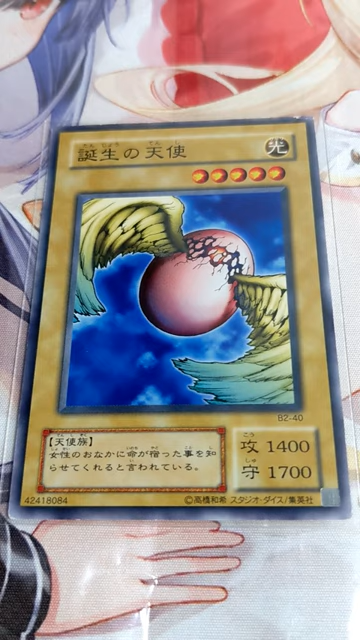 誕生の天使
光
B2-40
【天使族】
女性のおなかに命が宿った事を知
らせてくれると言われている。
攻 1400
守 1700
42418084
©高橋和希 スタジオ・ダイス/集英社